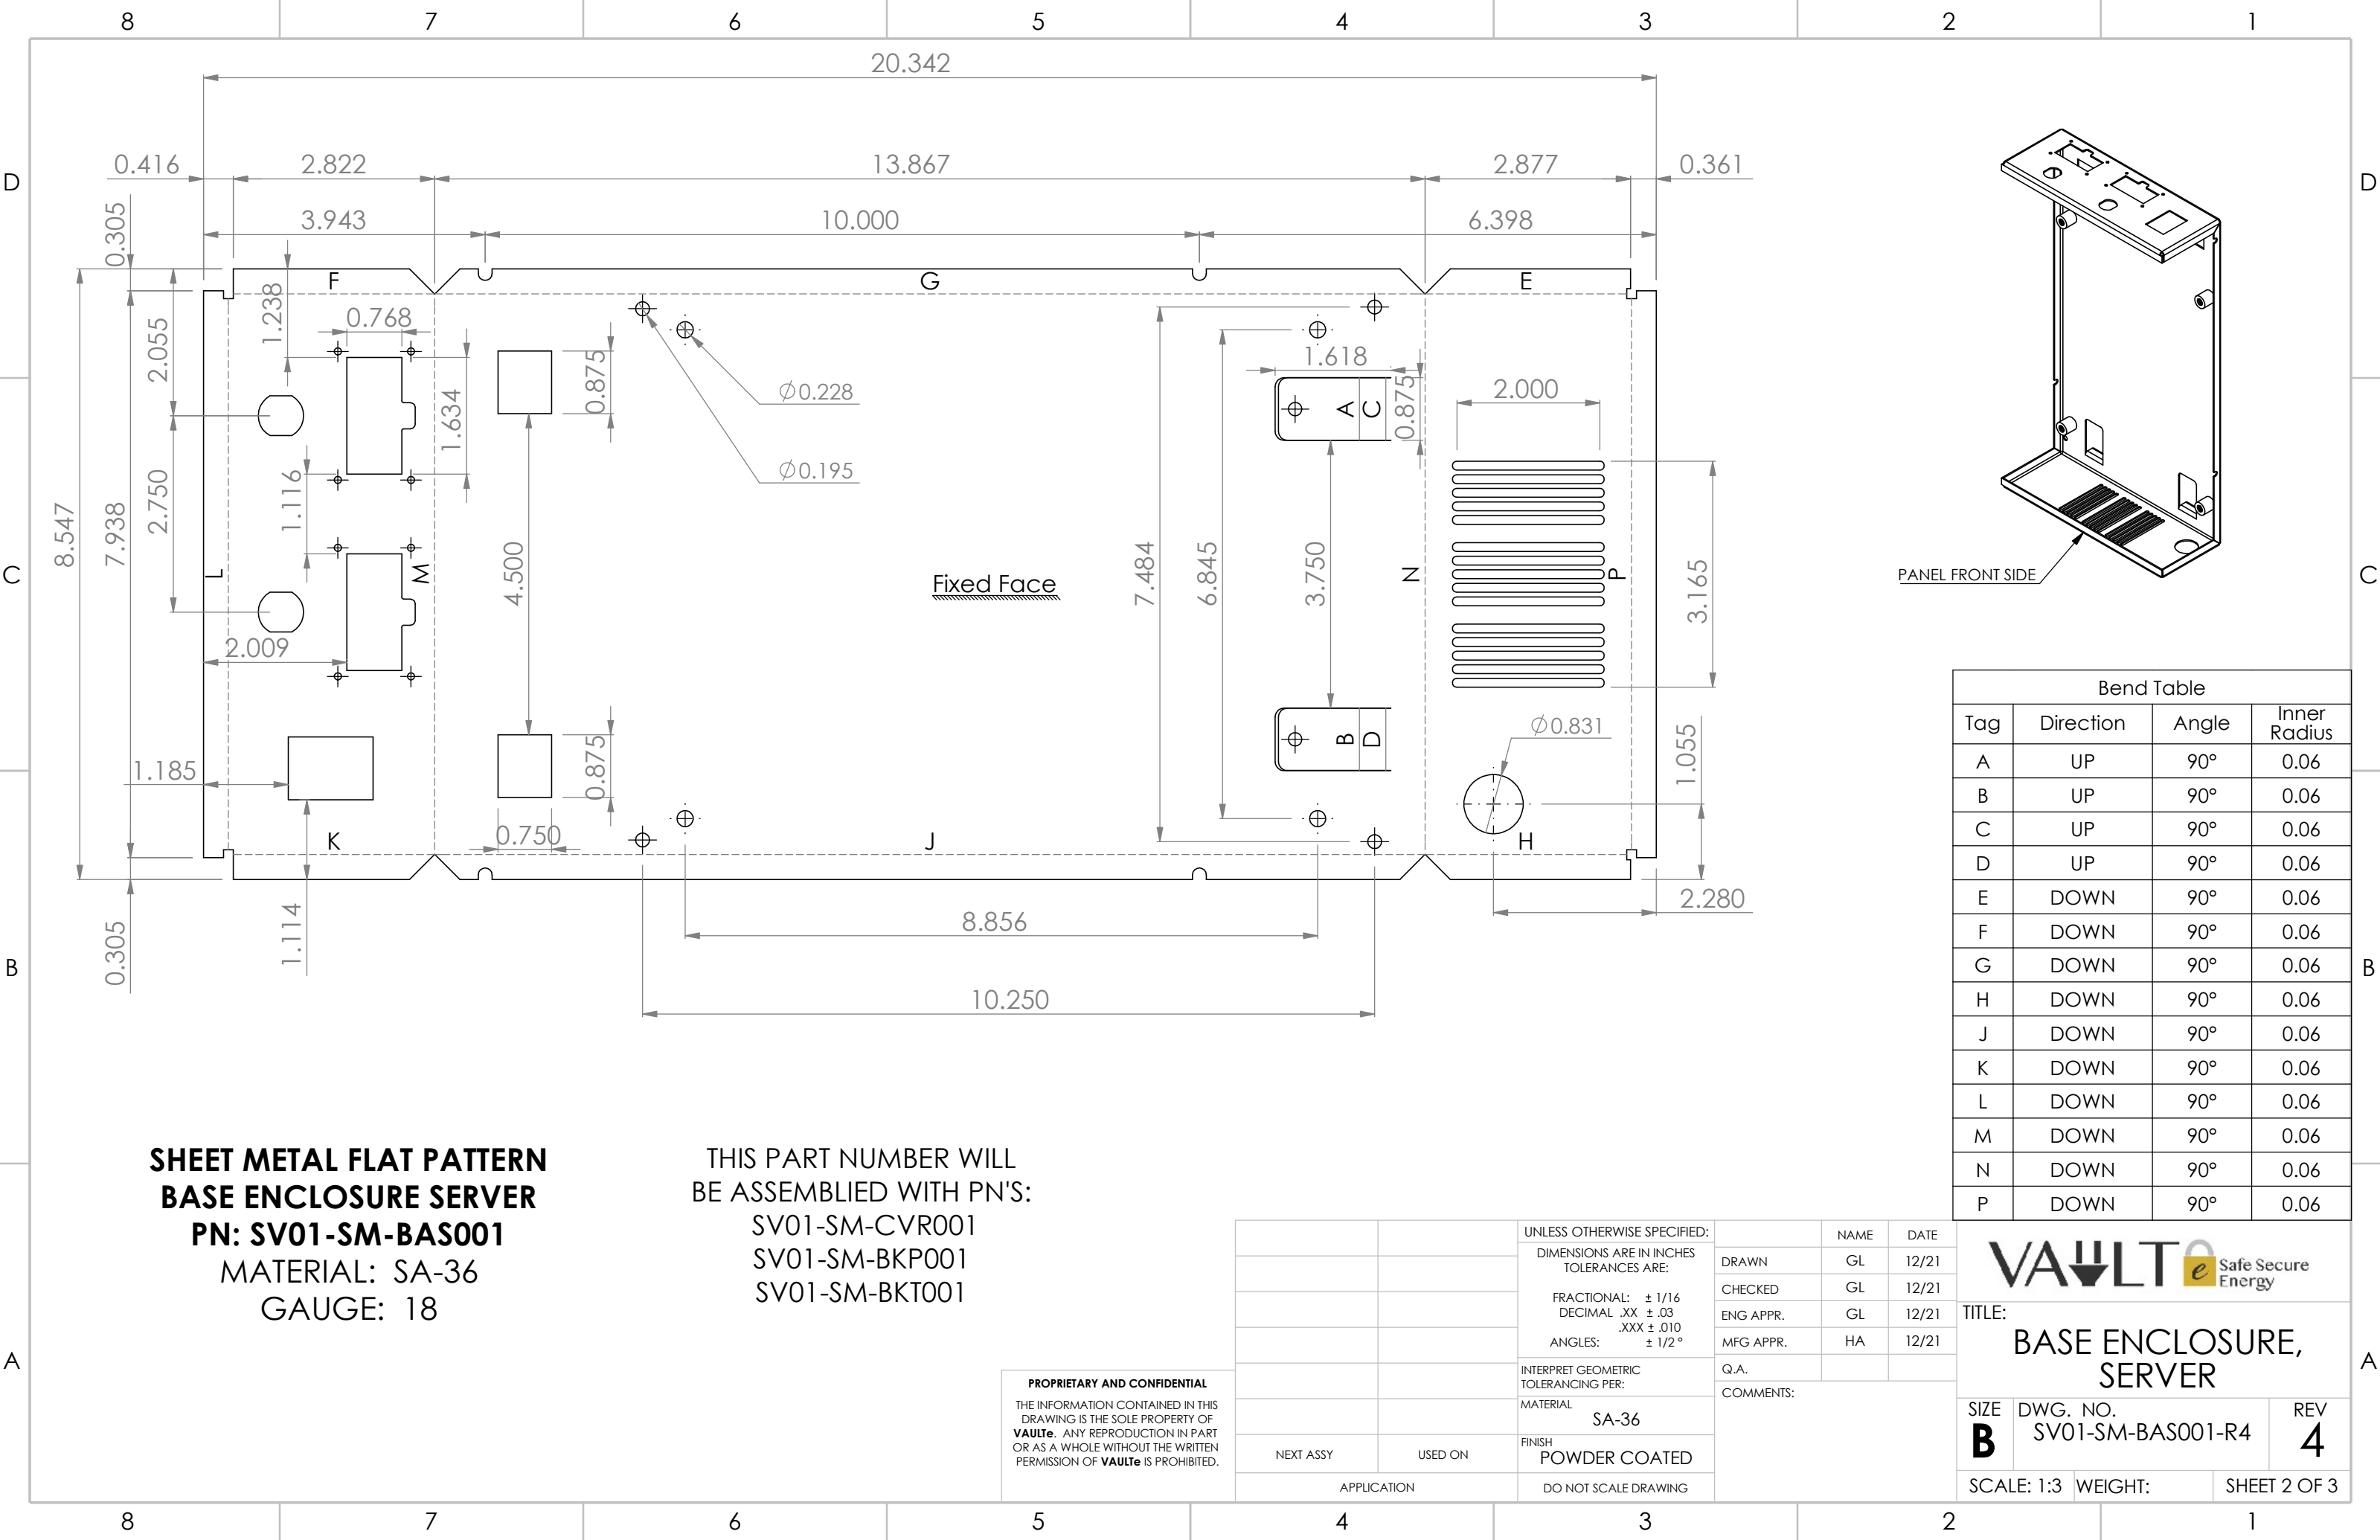 8 7 6 5 4 3 2 1
20.342
0.416 2.822 13.867 2.877 0.361
D D
3.943 10.000 6.398
0.305
F G E
1.238
0.768
2.055
0.875
1.618
Ø0.228
0.875
2.000
A C
1.634
Ø0.195
1.116
2.750
8.547
7.938
4.500
7.484
6.845
3.750
C C
L M N P
Fixed Face
3.165
PANEL FRONT SIDE
2.009
B D
Ø0.831
1.055
1.185
0.875
0.750
K J H
2.280
8.856
1.114
0.305
B B
10.250
Bend Table
Tag Direction Angle Inner Radius
A UP 90° 0.06
B UP 90° 0.06
C UP 90° 0.06
D UP 90° 0.06
E DOWN 90° 0.06
F DOWN 90° 0.06
G DOWN 90° 0.06
H DOWN 90° 0.06
J DOWN 90° 0.06
K DOWN 90° 0.06
L DOWN 90° 0.06
M DOWN 90° 0.06
N DOWN 90° 0.06
P DOWN 90° 0.06
SHEET METAL FLAT PATTERN
BASE ENCLOSURE SERVER
PN: SV01-SM-BAS001
MATERIAL: SA-36
GAUGE: 18
THIS PART NUMBER WILL
BE ASSEMBLIED WITH PN'S:
SV01-SM-CVR001
SV01-SM-BKP001
SV01-SM-BKT001
A A
PROPRIETARY AND CONFIDENTIAL
THE INFORMATION CONTAINED IN THIS
DRAWING IS THE SOLE PROPERTY OF
VAULTe. ANY REPRODUCTION IN PART
OR AS A WHOLE WITHOUT THE WRITTEN
PERMISSION OF VAULTe IS PROHIBITED.
NEXT ASSY USED ON
APPLICATION
UNLESS OTHERWISE SPECIFIED:
DIMENSIONS ARE IN INCHES
TOLERANCES ARE:
FRACTIONAL: ± 1/16
DECIMAL .XX ± .03
.XXX ± .010
ANGLES: ± 1/2 °
INTERPRET GEOMETRIC
TOLERANCING PER:
MATERIAL
SA-36
FINISH
POWDER COATED
DO NOT SCALE DRAWING
NAME DATE
DRAWN GL 12/21
CHECKED GL 12/21
ENG APPR. GL 12/21
MFG APPR. HA 12/21
Q.A.
COMMENTS:
VAULT e Safe Secure
Energy
TITLE:
BASE ENCLOSURE,
SERVER
SIZE DWG. NO. REV
B SV01-SM-BAS001-R4 4
SCALE: 1:3 WEIGHT: SHEET 2 OF 3
8 7 6 5 4 3 2 1